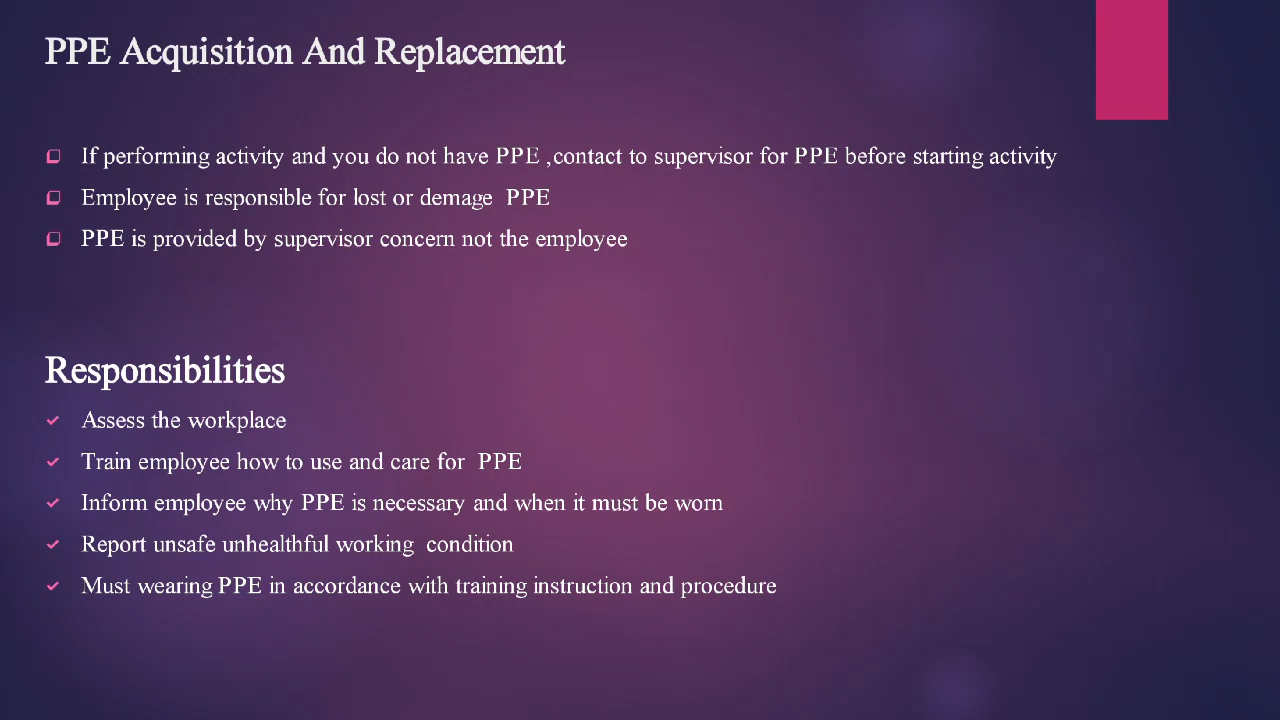 PPE Acquisition And Replacement
If performing activity and you do not have PPE ,contact to supervisor for PPE before starting activity
Employee is responsible for lost or demage PPE
PPE is provided by supervisor concern not the employee
Responsibilities
Assess the workplace
Train employee how to use and care for PPE
Inform employee why PPE is necessary and when it must be worn
Report unsafe unhealthful working condition
Must wearing PPE in accordance with training instruction and procedure